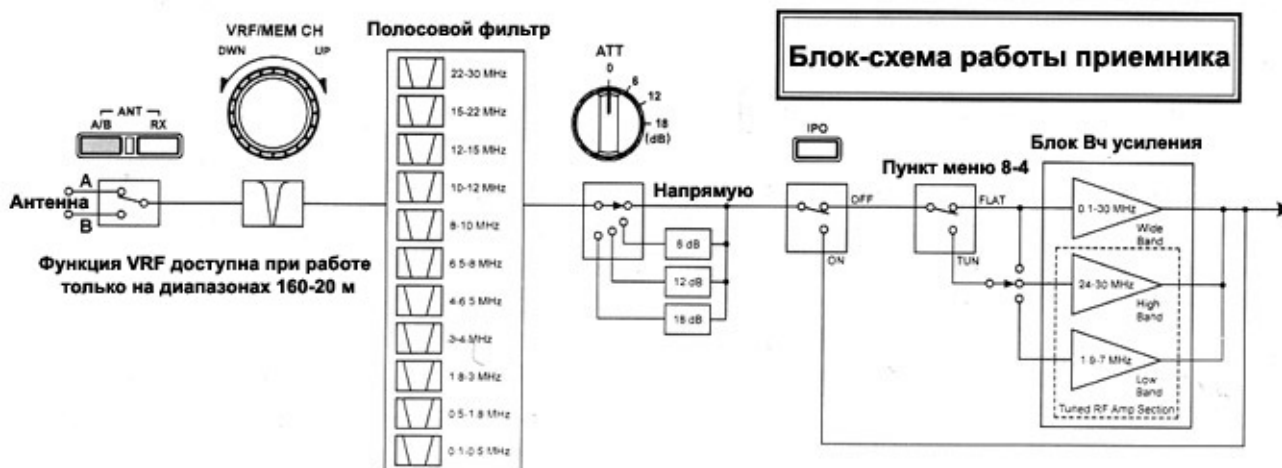 Блок-схема работы приемника
VRF/MEM CH
DWN
UP
ANT
A/B
RX
Антенна
A
B
Функция VRF доступна при работе
только на диапазонах 160-20 м
Полосовой фильтр
22-30 MHz
15-22 MHz
12-15 MHz
10-12 MHz
8-10 MHz
6.5-8 MHz
4-6.5 MHz
3-4 MHz
1.8-3 MHz
0.5-1.8 MHz
0.1-0.5 MHz
ATT
0
6
12
18
(dB)
Напрямую
6 dB
12 dB
18 dB
IPO
OFF
ON
Пункт меню 8-4
FLAT
TUN
Блок Вч усиления
0.1-30 MHz
Wide
Band
24-30 MHz
High
Band
1.9-7 MHz
Low
Band
Tuned RF Amp Section